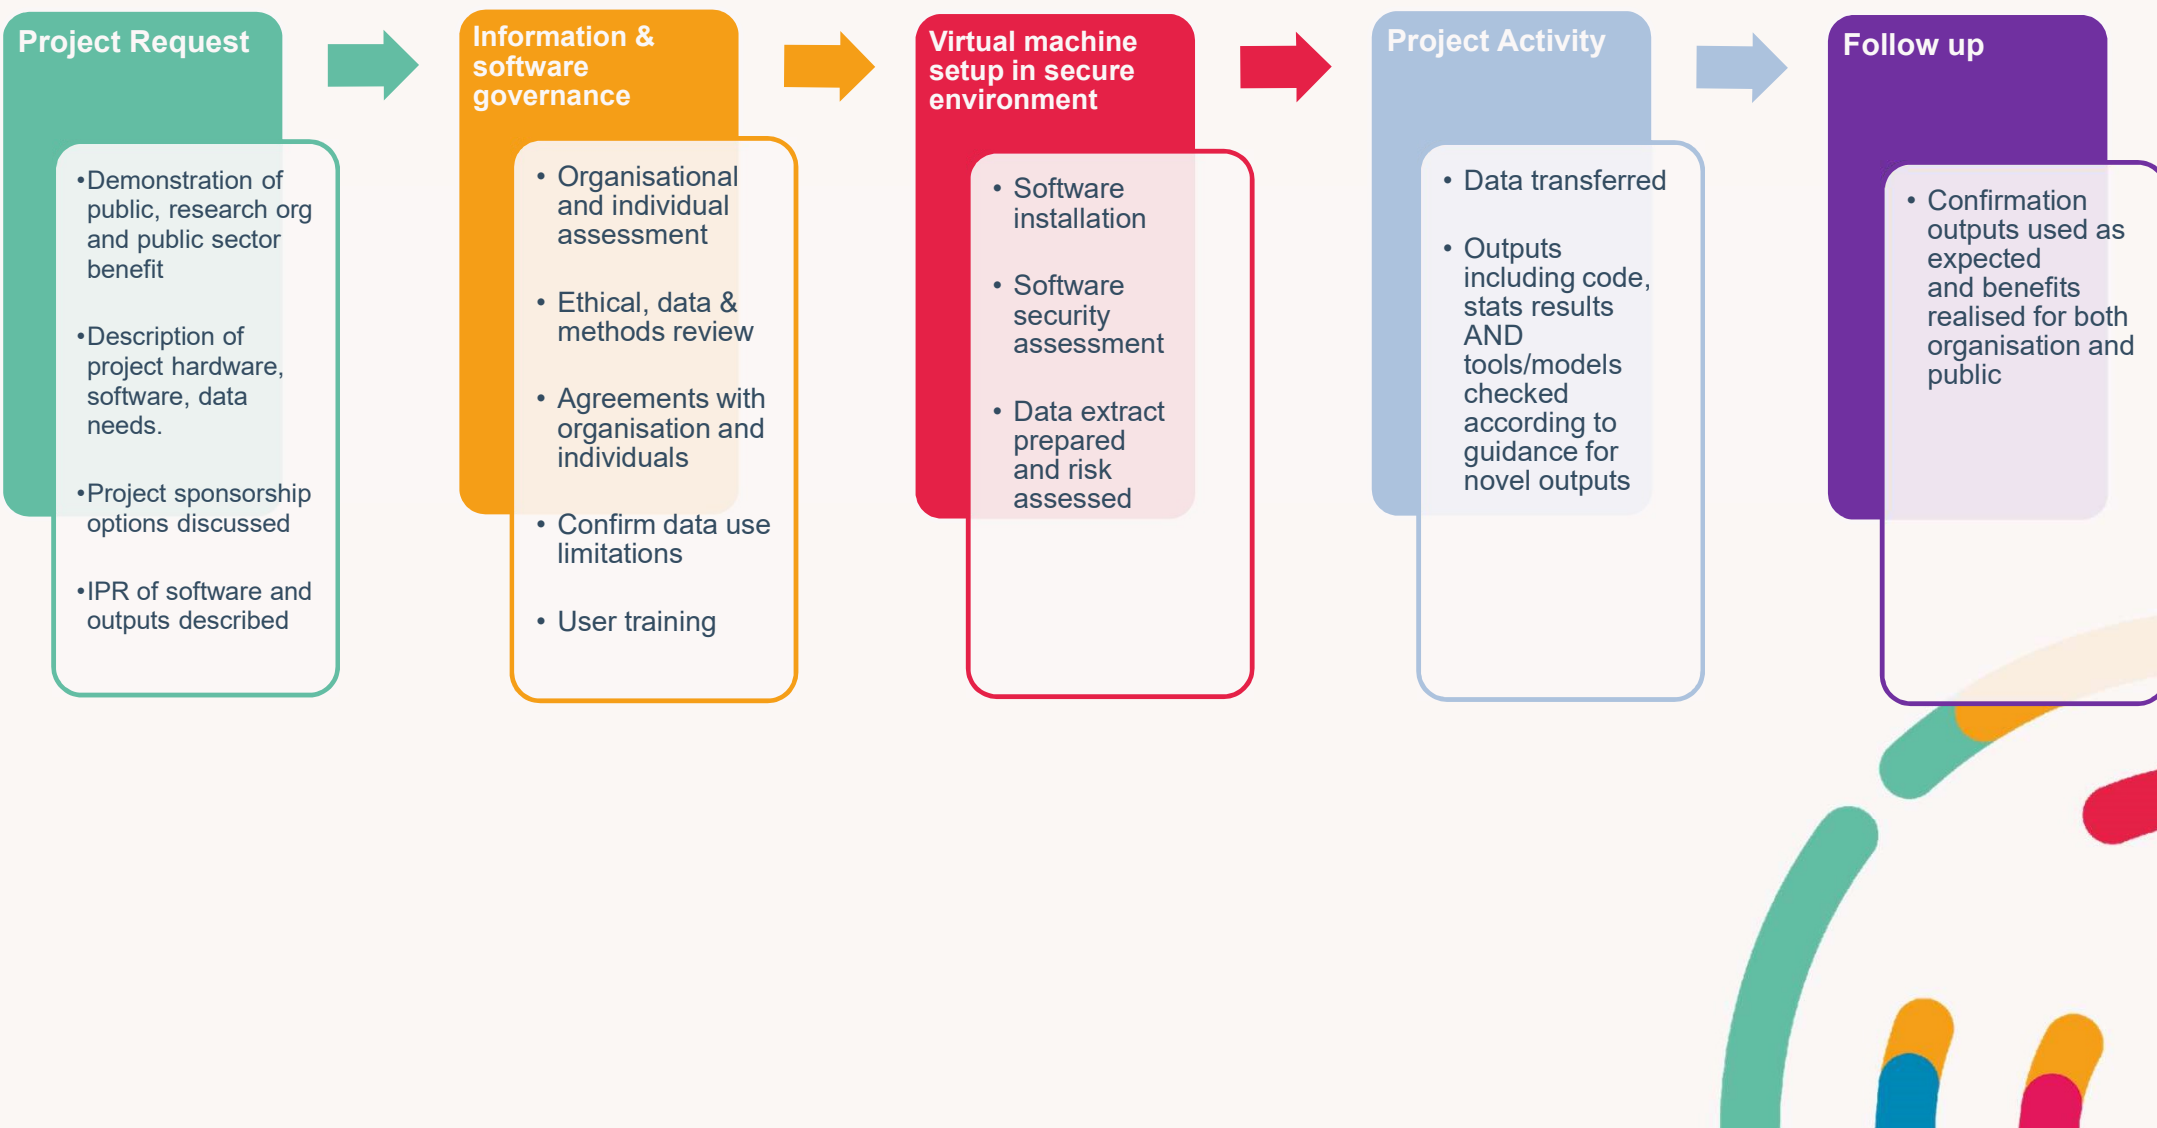 Project Request
•Demonstration of
public, research org
and public sector
benefit
•Description of
project hardware,
software, data
needs.
•Project sponsorship
options discussed
•IPR of software and
outputs described
Information &
software
governance
• Organisational
and individual
assessment
• Ethical, data &
methods review
• Agreements with
organisation and
individuals
• Confirm data use
limitations
• User training
Virtual machine
setup in secure
environment
• Software
installation
• Software
security
assessment
• Data extract
prepared
and risk
assessed
Project Activity
• Data transferred
• Outputs
including code,
stats results
AND
tools/models
checked
according to
guidance for
novel outputs
Follow up
• Confirmation
outputs used as
expected
and benefits
realised for both
organisation and
public